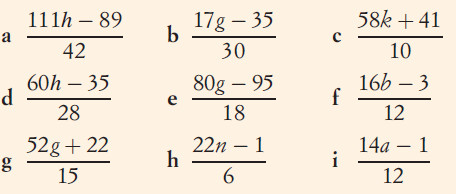 a (111h – 89)/42 b (17g – 35)/30 c (58k + 41)/10
d (60h – 35)/28 e (80g – 95)/18 f (16b – 3)/12
g (52g + 22)/15 h (22n – 1)/6 i (14a – 1)/12